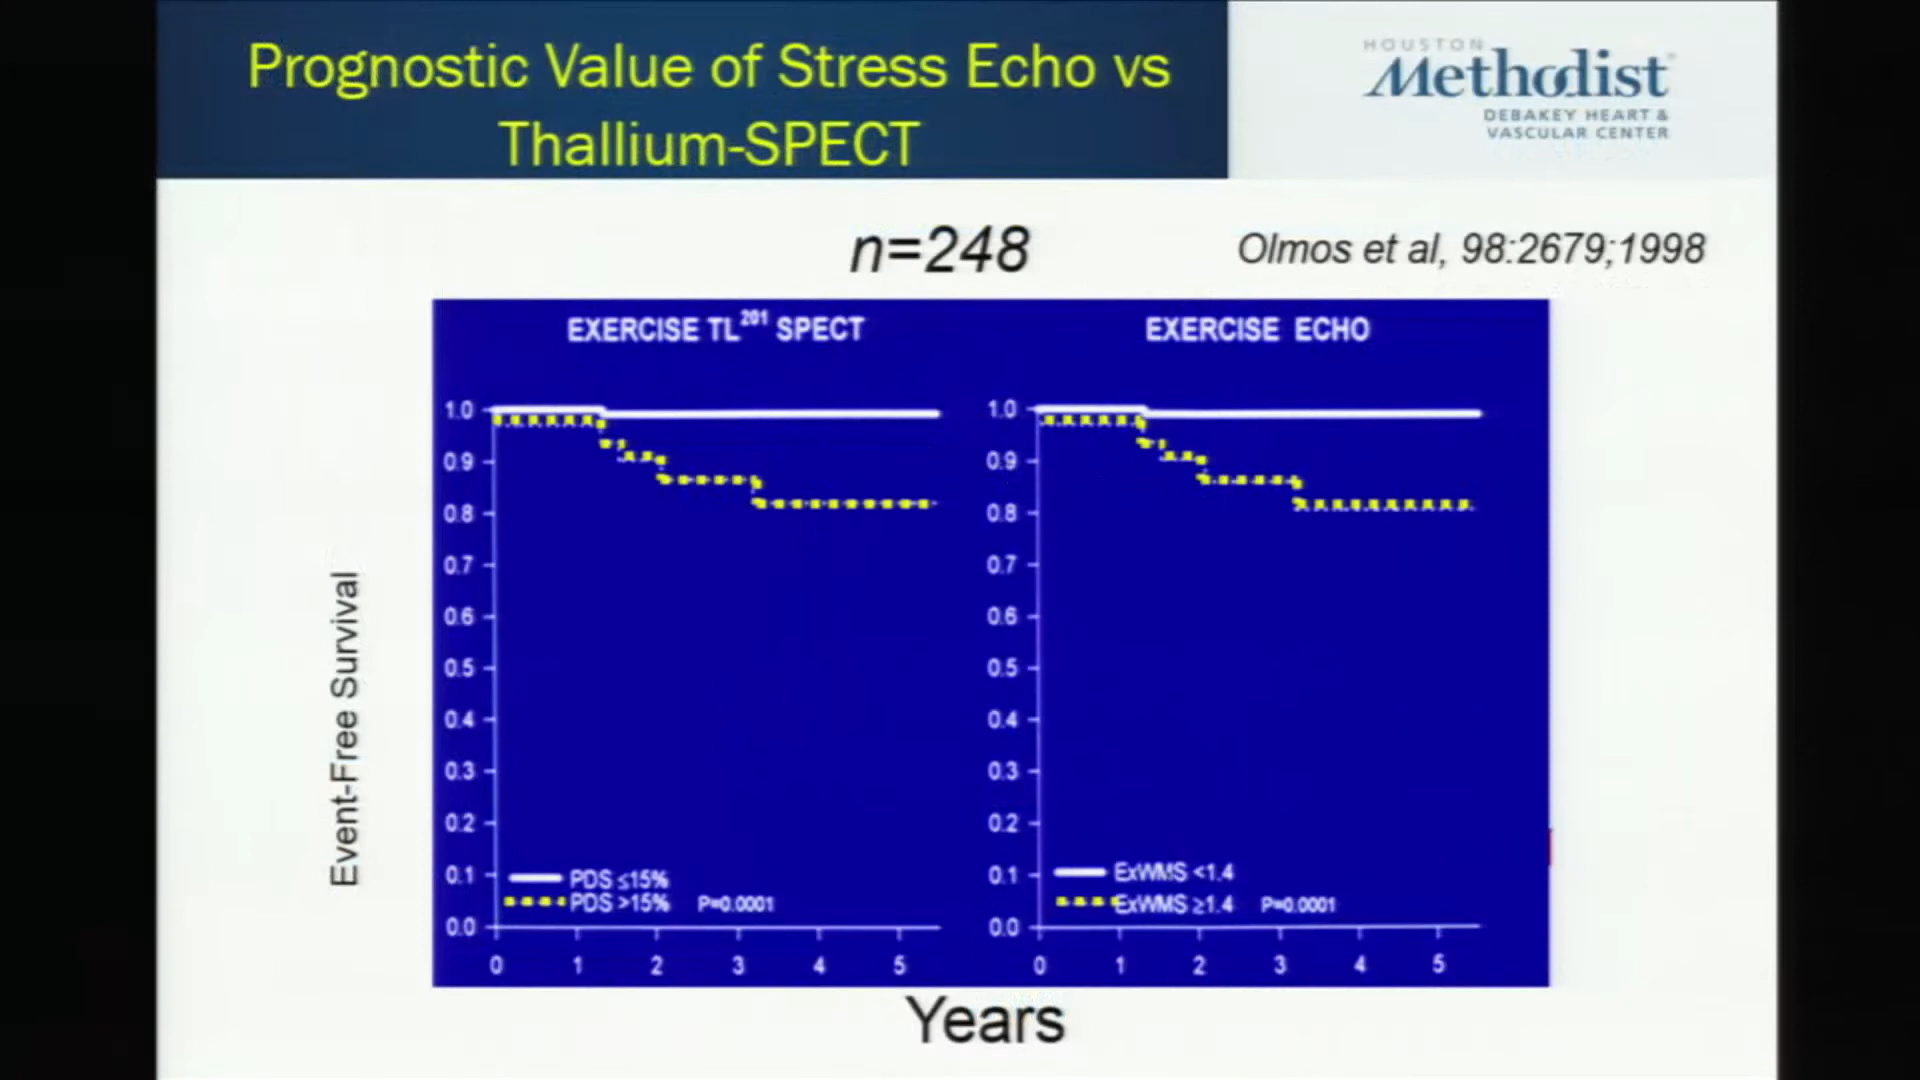 Prognostic Value of Stress Echo vs
Thallium-SPECT
HOUSTON
Methodist
DEBAKEY HEART &
VASCULAR CENTER
n=248
Olmos et al, 98:2679;1998
Event-Free Survival
EXERCISE TL201 SPECT
1.0
0.9
0.8
0.7
0.6
0.5
0.4
0.3
0.2
0.1
0.0
PDS ≤15%
PDS >15% P=0.0001
0 1 2 3 4 5
EXERCISE ECHO
1.0
0.9
0.8
0.7
0.6
0.5
0.4
0.3
0.2
0.1
0.0
ExWMS <1.4
ExWMS ≥1.4 P=0.0001
0 1 2 3 4 5
Years